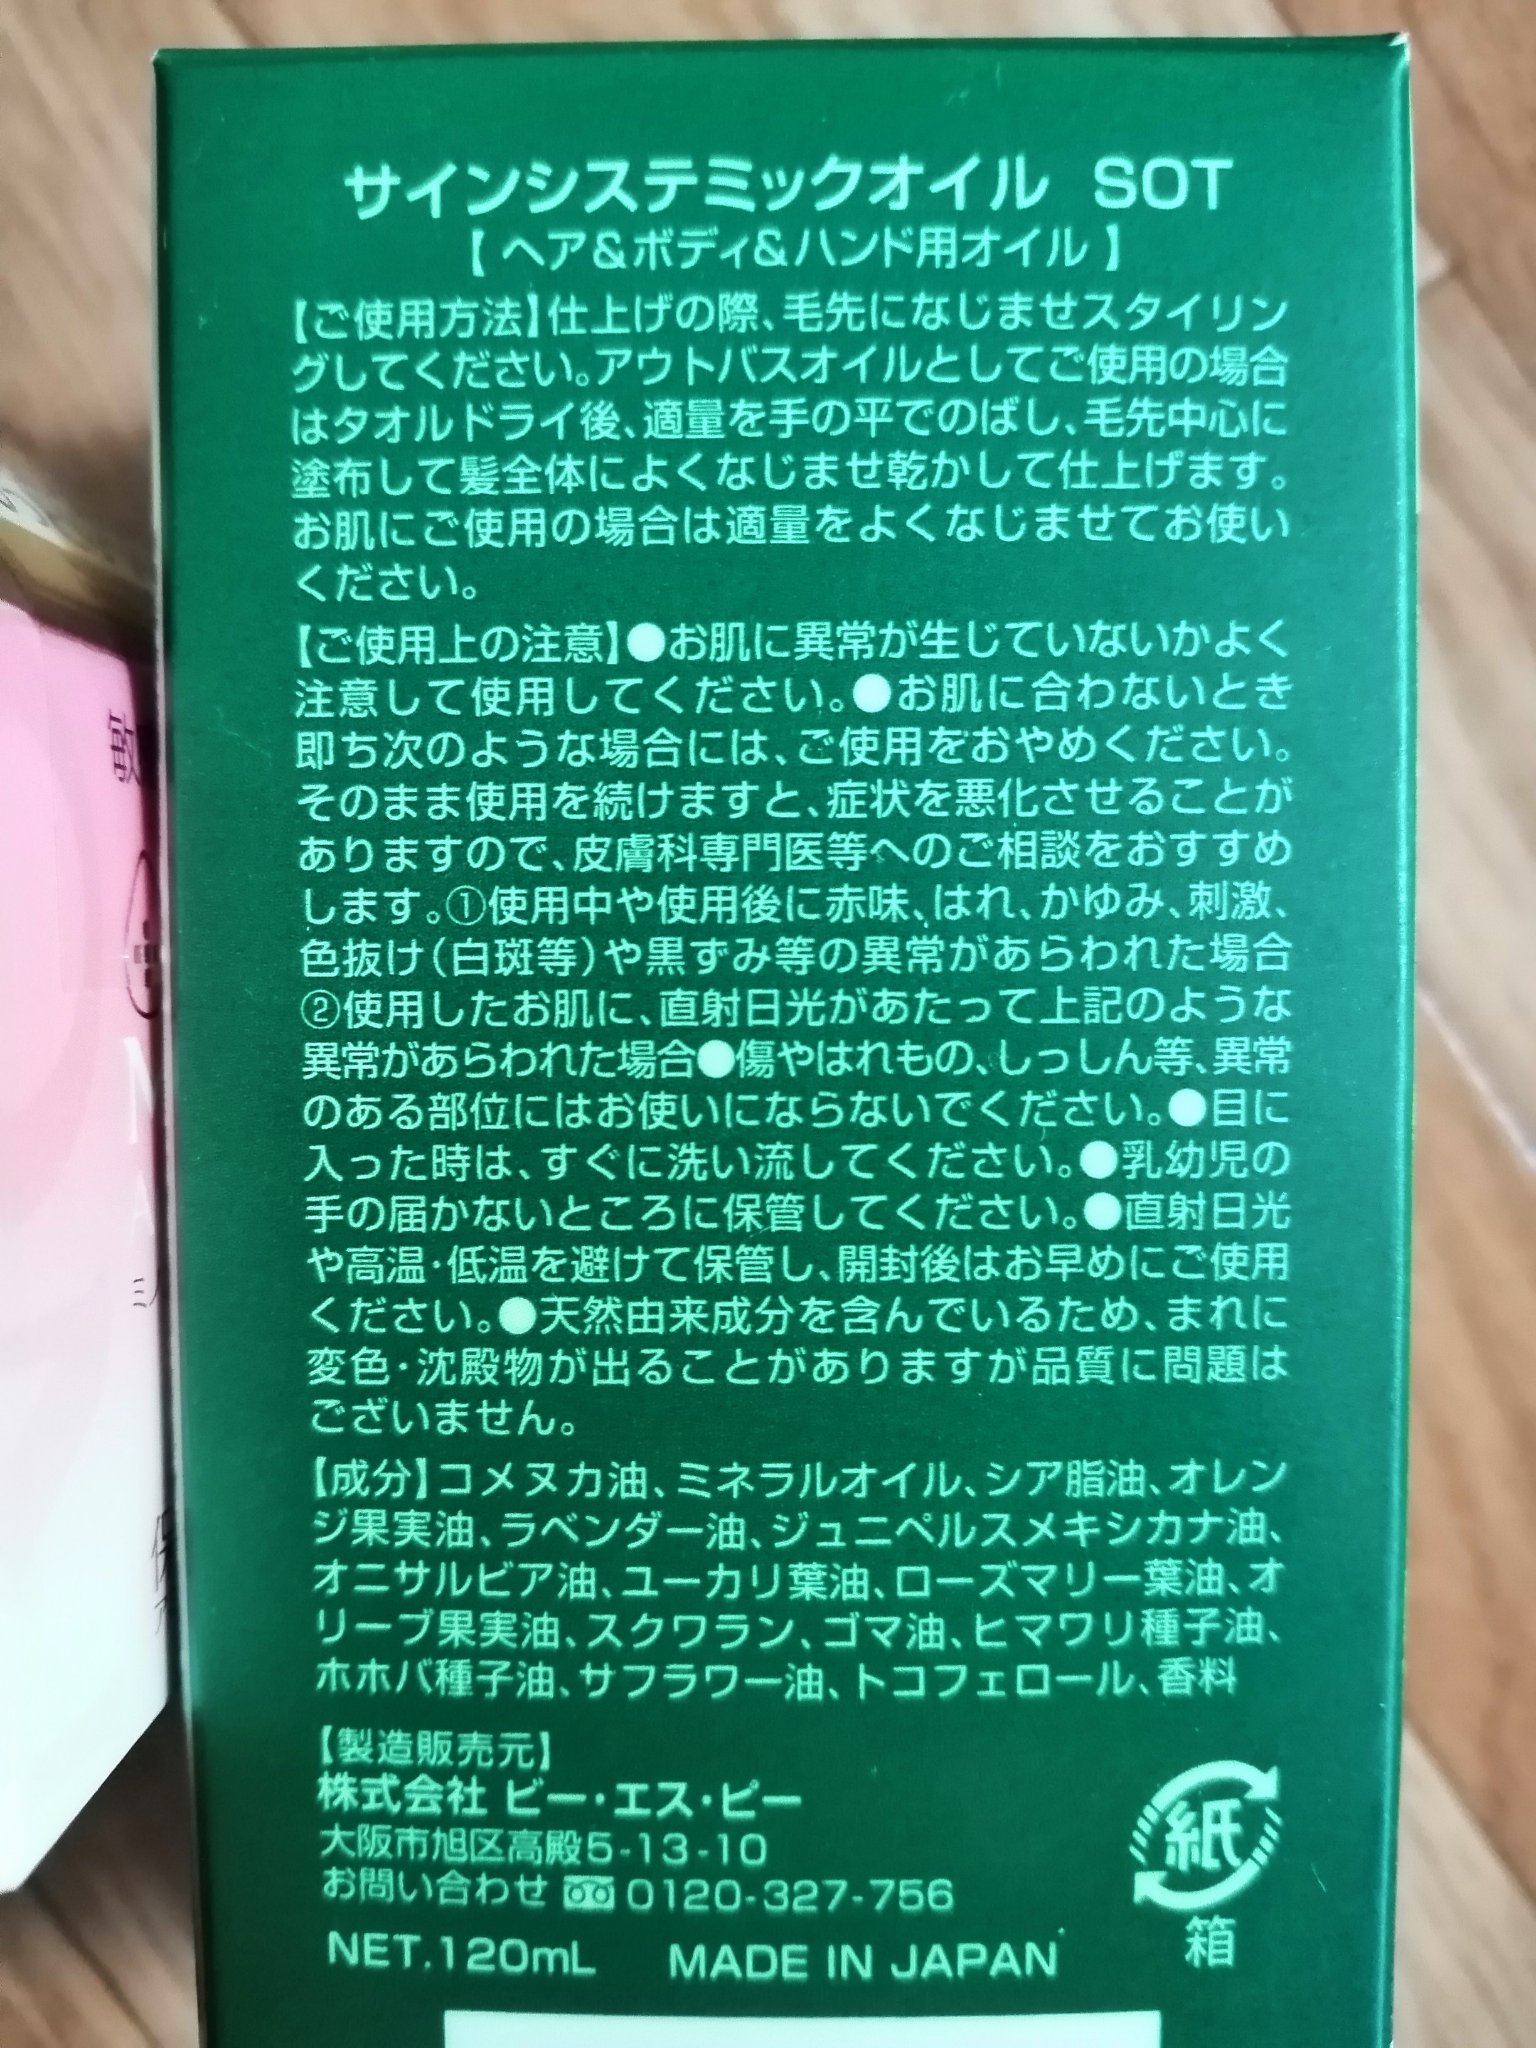 サインシステミックオイル SOT
【 ヘア&ボディ&ハンド用オイル 】
【ご使用方法】仕上げの際、毛先になじませスタイリン
グしてください。アウトバスオイルとしてご使用の場合
はタオルドライ後、適量を手の平でのばし、毛先中心に
塗布して髪全体によくなじませ乾かして仕上げます。
お肌にご使用の場合は適量をよくなじませてお使い
ください。
【ご使用上の注意】●お肌に異常が生じていないかよく
注意して使用してください。●お肌に合わないとき
即ち次のような場合には、ご使用をおやめください。
そのまま使用を続けますと、症状を悪化させることが
ありますので、皮膚科専門医等へのご相談をおすすめ
します。①使用中や使用後に赤味、はれ、かゆみ、刺激、
色抜け(白斑等)や黒ずみ等の異常があらわれた場合
②使用したお肌に、直射日光があたって上記のような
異常があらわれた場合●傷やはれもの、しっしん等、異常
のある部位にはお使いにならないでください。●目に
入った時は、すぐに洗い流してください。●乳幼児の
手の届かないところに保管してください。●直射日光
や高温・低温を避けて保管し、開封後はお早めにご使用
ください。●天然由来成分を含んでいるため、まれに
変色・沈殿物が出ることがありますが品質に問題は
ございません。
【成分】コメヌカ油、ミネラルオイル、シア脂油、オレン
ジ果実油、ラベンダー油、ジュニペルスメキシカナ油、
オニサルビア油、ユーカリ葉油、ローズマリー葉油、オ
リーブ果実油、スクワラン、ゴマ油、ヒマワリ種子油、
ホホバ種子油、サフラワー油、トコフェロール、香料
【製造販売元】
株式会社 ビー・エス・ピー
大阪市旭区高殿5-13-10
お問い合わせ 0120-327-756
NET.120mL MADE IN JAPAN
紙
箱
敏